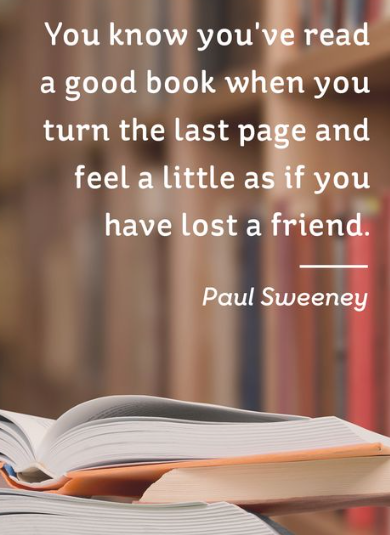 You know you've read
a good book when you
turn the last page and
feel a little as if you
have lost a friend.
Paul Sweeney